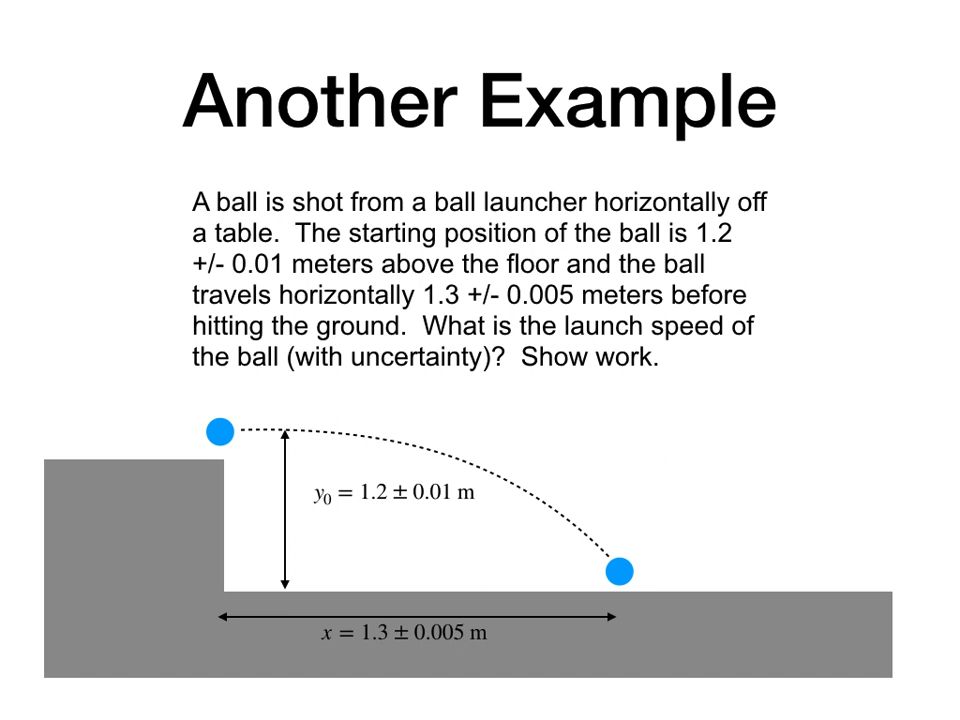 Another Example
A ball is shot from a ball launcher horizontally off
a table.  The starting position of the ball is 1.2
+/- 0.01 meters above the floor and the ball
travels horizontally 1.3 +/- 0.005 meters before
hitting the ground.  What is the launch speed of
the ball (with uncertainty)?  Show work.
y₀ = 1.2 ± 0.01 m
x = 1.3 ± 0.005 m